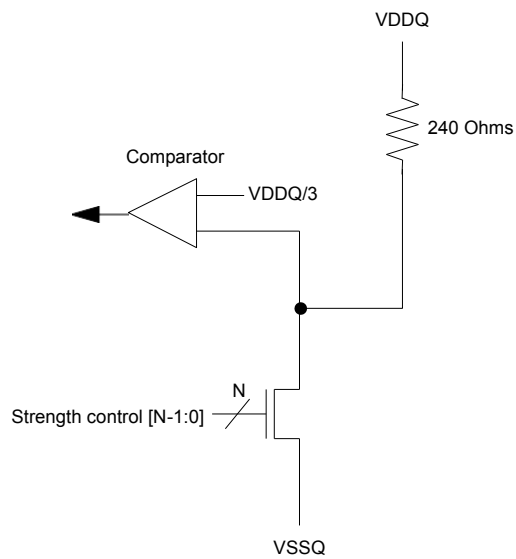 VDDQ
240 Ohms
Comparator
VDDQ/3
N
Strength control [N-1:0]
VSSQ